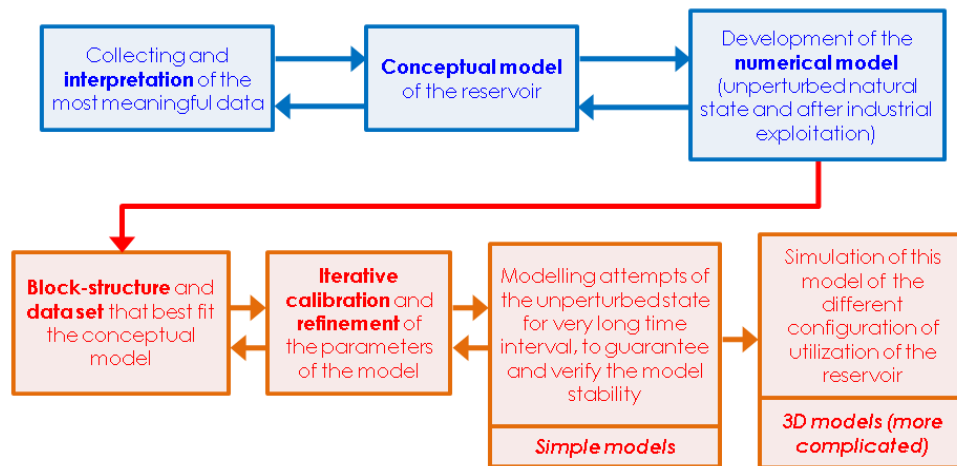 Collecting and
interpretation of the
most meaningful data
Conceptual model
of the reservoir
Development of the
numerical model
(unperturbed natural
state and after industrial
exploitation)
Block-structure and
data set that best fit
the conceptual
model
Iterative
calibration and
refinement of
the parameters
of the model
Modelling attempts of
the unperturbed state
for very long time
interval, to guarantee
and verify the model
stability
Simple models
Simulation of this
model of the
different
configuration of
utilization of the
reservoir
3D models (more
complicated)